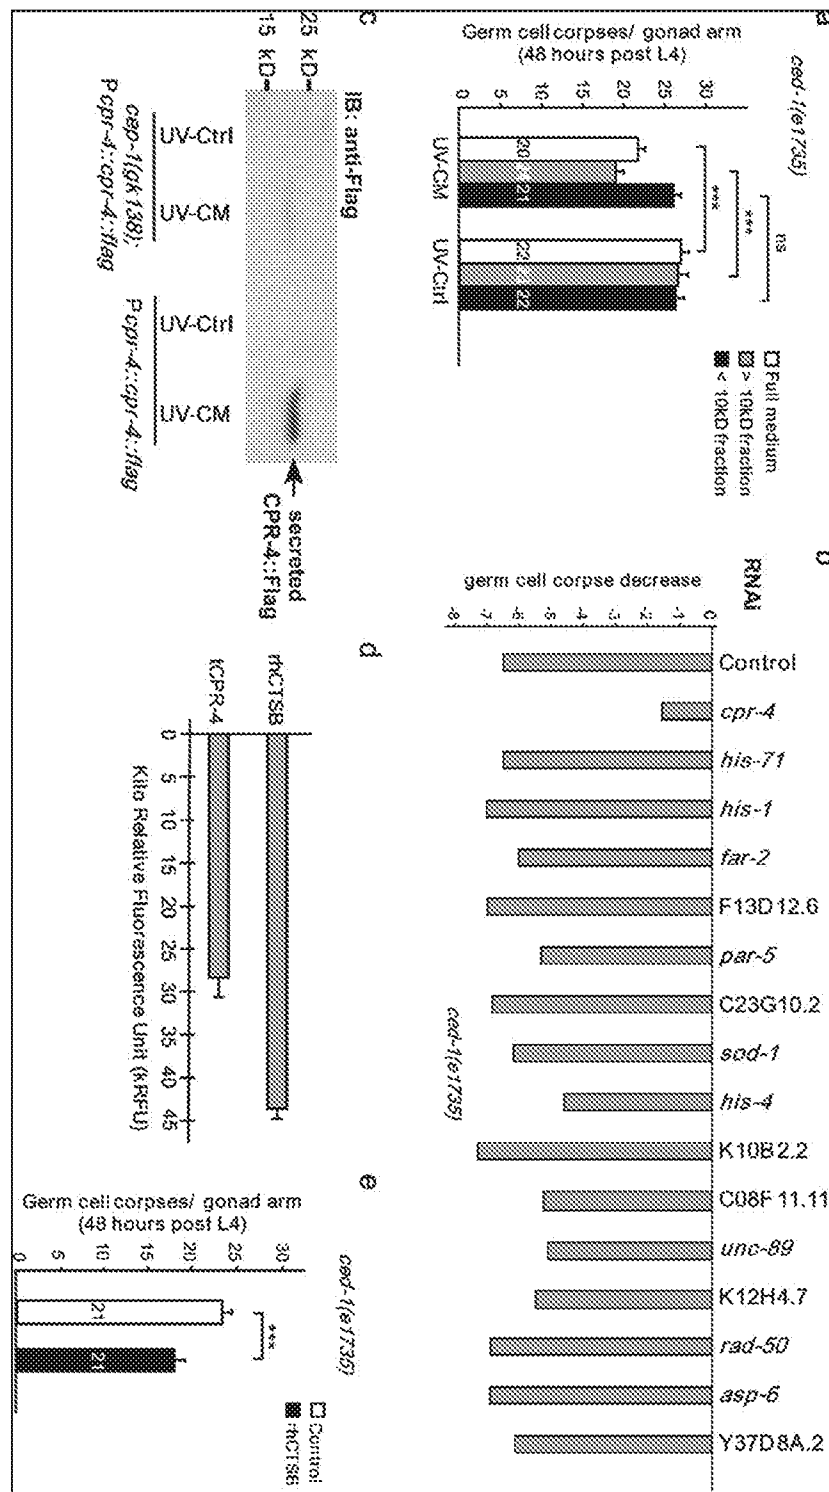 a
ced-1(e1735)
Germ cell corpses/ gonad arm
(48 hours post L4)
0 5 10 15 20 25 30
21
22
UV-CM
UV-Ctrl
***
***
ns
Full medium
> 10kD fraction
< 10kD fraction
b
RNAi
germ cell corpse decrease
0 -1 -2 -3 -4 -5 -6 -7 -8
Control
cpr-4
his-71
his-1
far-2
F13D12.6
par-5
C23G10.2
sod-1
his-4
K10B2.2
C08F11.11
unc-89
K12H4.7
rad-50
asp-6
Y37D8A.2
ced-1(e1735)
c
IB: anti-Flag
25 kD
15 kD
secreted
CPR-4::Flag
UV-Ctrl
UV-CM
UV-Ctrl
UV-CM
cep-1(gk138);
Pcpr-4::cpr-4::flag
Pcpr-4::cpr-4::flag
d
rhCTSB
tCPR-4
0 5 10 15 20 25 30 35 40 45
Kilo Relative Fluorescence Unit (kRFU)
e
ced-1(e1735)
Germ cell corpses/ gonad arm
(48 hours post L4)
0 5 10 15 20 25 30
21
21
***
Control
rhCTSB